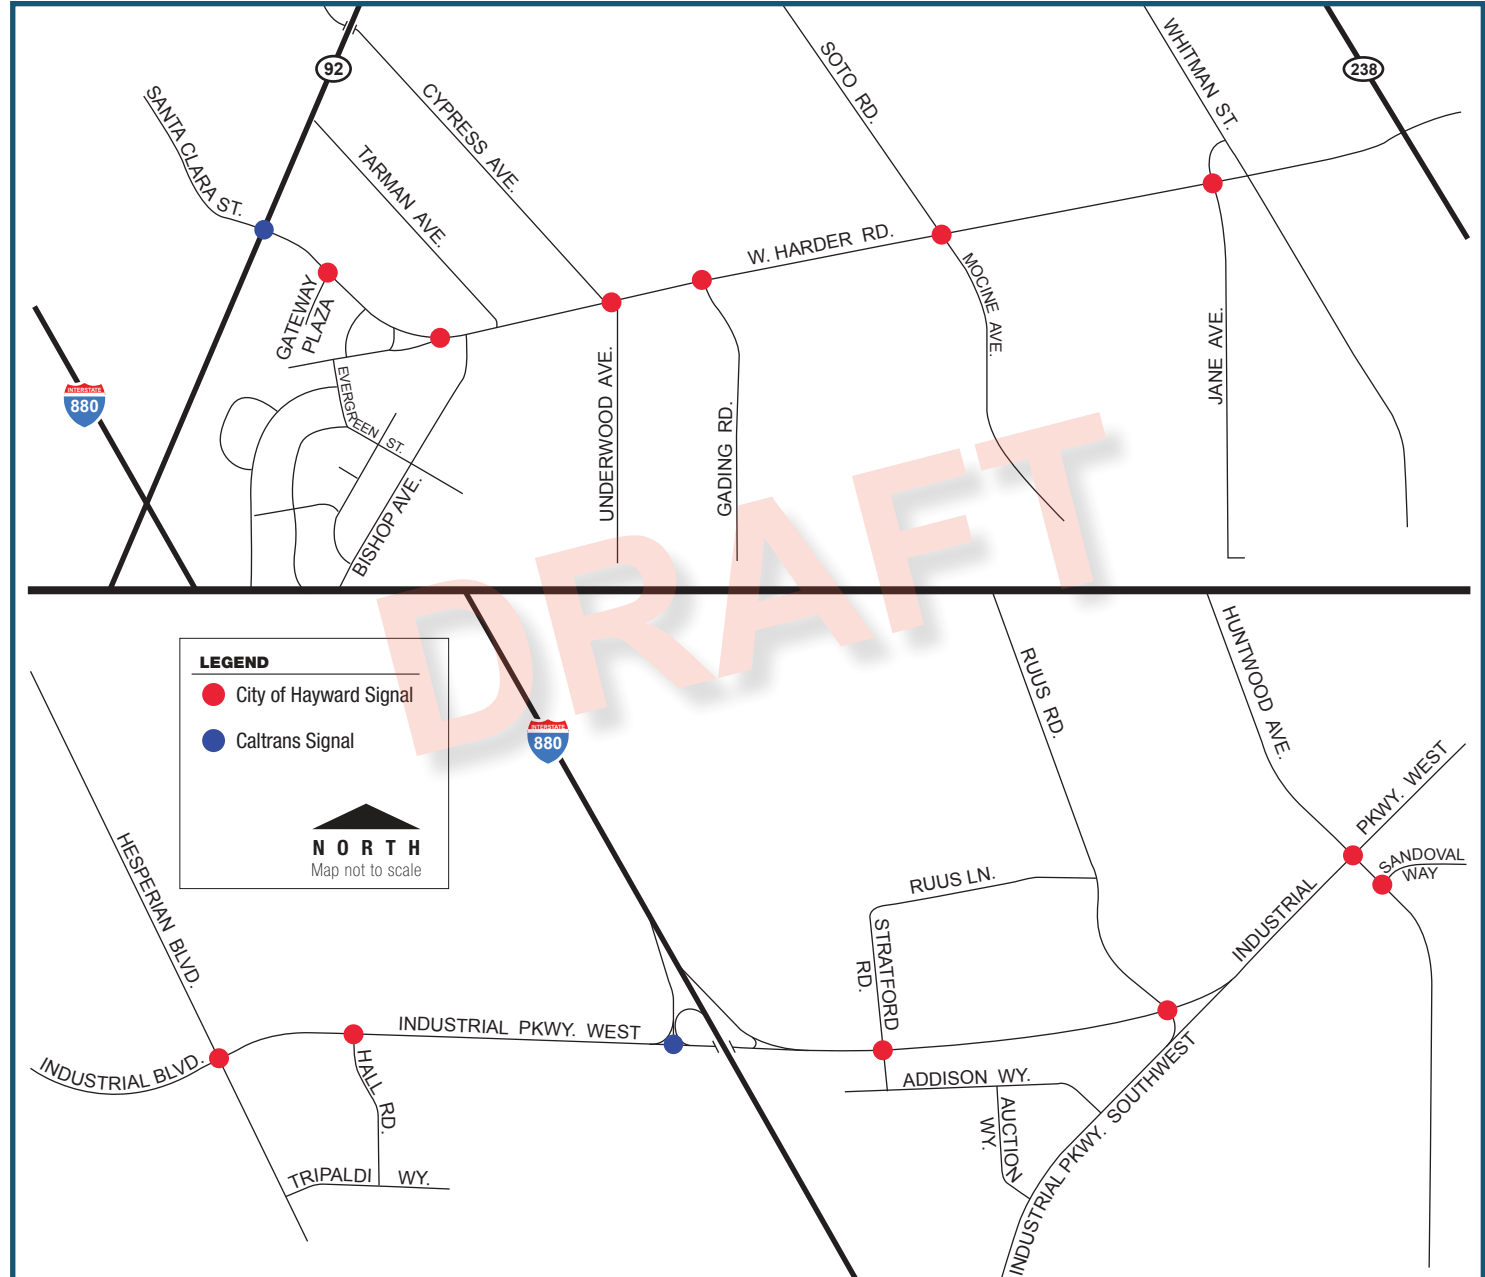 92
238
SANTA CLARA ST.
CYPRESS AVE.
TARMAN AVE.
SOTO RD.
WHITMAN ST.
W. HARDER RD.
MOCINE AVE.
GATEWAY
PLAZA
JANE AVE.
INTERSTATE
880
EVERGREEN ST.
UNDERWOOD AVE.
GADING RD.
BISHOP AVE.
DRAFT
LEGEND
City of Hayward Signal
Caltrans Signal
NORTH
Map not to scale
INTERSTATE
880
RUUS RD.
HUNTWOOD AVE.
PKWY. WEST
SANDOVAL
WAY
HESPERIAN BLVD.
RUUS LN.
STRATFORD
RD.
INDUSTRIAL
INDUSTRIAL PKWY. WEST
INDUSTRIAL BLVD.
HALL RD.
ADDISON WY.
AUCTION
WY.
INDUSTRIAL PKWY. SOUTHWEST
TRIPALDI WY.